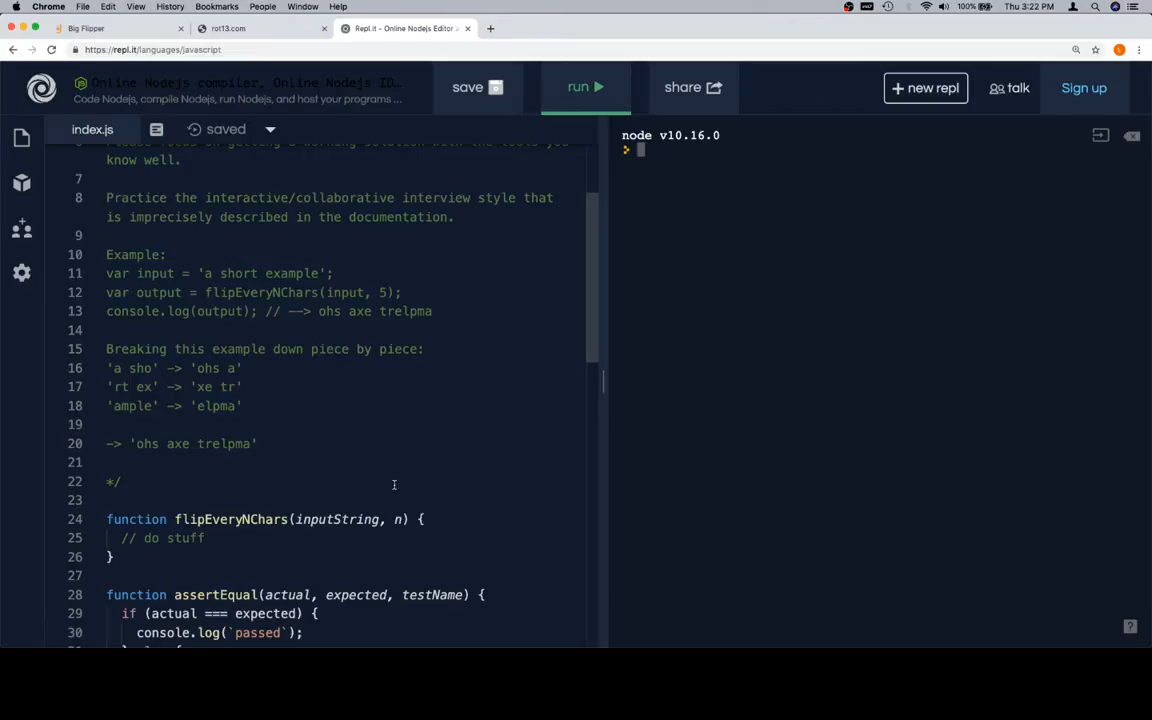 Chrome File Edit View History Bookmarks People Window Help 100% Thu 3:22 PM
Big Flipper × rot13.com × Repl.it - Online Nodejs Editor × +
https://repl.it/languages/javascript
Online Nodejs compiler, Online Nodejs ID...
Code Nodejs, compile Nodejs, run Nodejs, and host your programs ...
save run share + new repl talk Sign up
index.js saved
node v10.16.0
know well.
7
8 Practice the interactive/collaborative interview style that
is imprecisely described in the documentation.
9
10 Example:
11 var input = 'a short example';
12 var output = flipEveryNChars(input, 5);
13 console.log(output); // --> ohs axe trelpma
14
15 Breaking this example down piece by piece:
16 'a sho' -> 'ohs a'
17 'rt ex' -> 'xe tr'
18 'ample' -> 'elpma'
19
20 -> 'ohs axe trelpma'
21
22 */
23
24 function flipEveryNChars(inputString, n) {
25 // do stuff
26 }
27
28 function assertEqual(actual, expected, testName) {
29 if (actual === expected) {
30 console.log(`passed`);
?